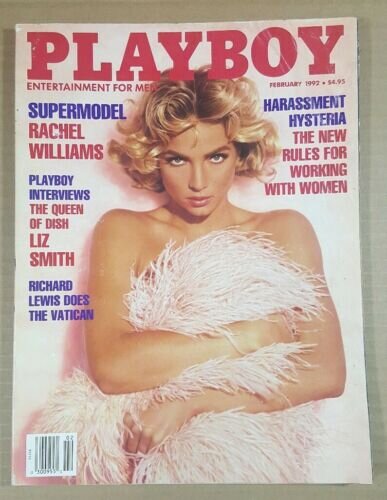 PLAYBOY
ENTERTAINMENT FOR MEN
FEBRUARY 1992 • $4.95
SUPERMODEL
RACHEL
WILLIAMS
PLAYBOY
INTERVIEWS
THE QUEEN
OF DISH
LIZ
SMITH
RICHARD
LEWIS DOES
THE VATICAN
HARASSMENT
HYSTERIA
THE NEW
RULES FOR
WORKING
WITH WOMEN
02